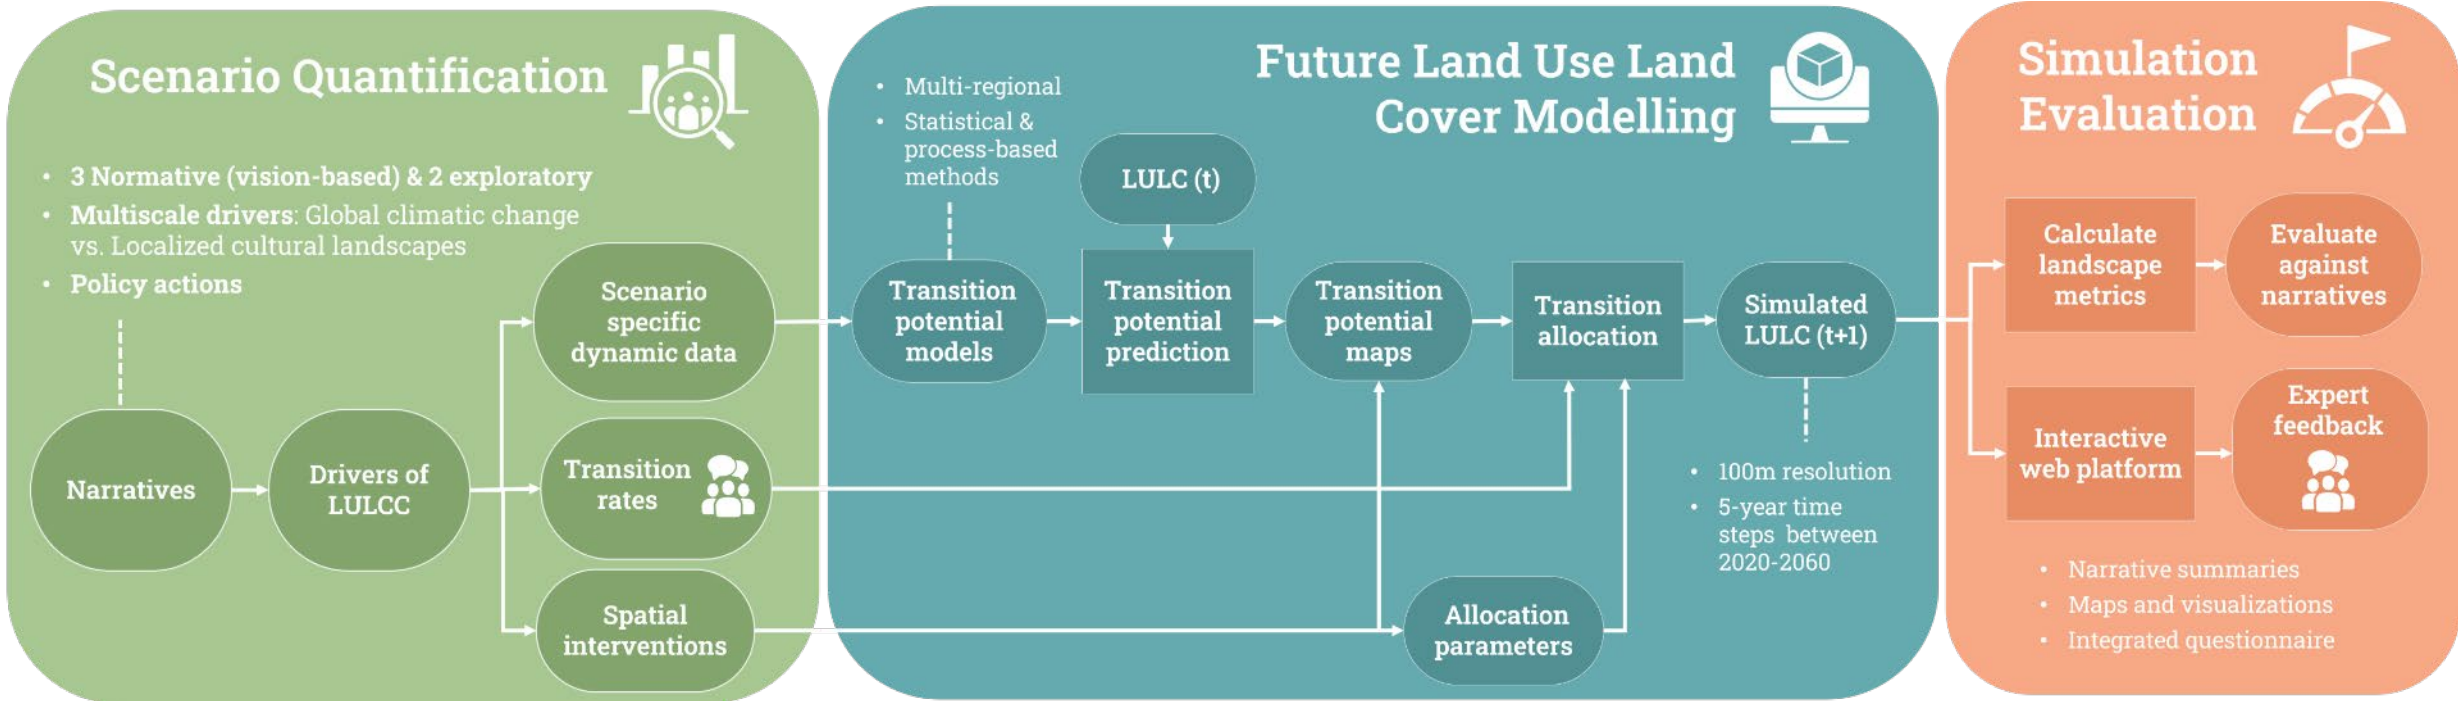 Scenario Quantification
• 3 Normative (vision-based) & 2 exploratory
• Multiscale drivers: Global climatic change
vs. Localized cultural landscapes
• Policy actions
Narratives
Drivers of
LULCC
Scenario
specific
dynamic data
Transition
rates
Spatial
interventions
Future Land Use Land
Cover Modelling
• Multi-regional
• Statistical &
process-based
methods
LULC (t)
Transition
potential
models
Transition
potential
prediction
Transition
potential
maps
Transition
allocation
Simulated
LULC (t+1)
• 100m resolution
• 5-year time
steps between
2020-2060
Allocation
parameters
Simulation
Evaluation
Calculate
landscape
metrics
Evaluate
against
narratives
Interactive
web platform
Expert
feedback
• Narrative summaries
• Maps and visualizations
• Integrated questionnaire